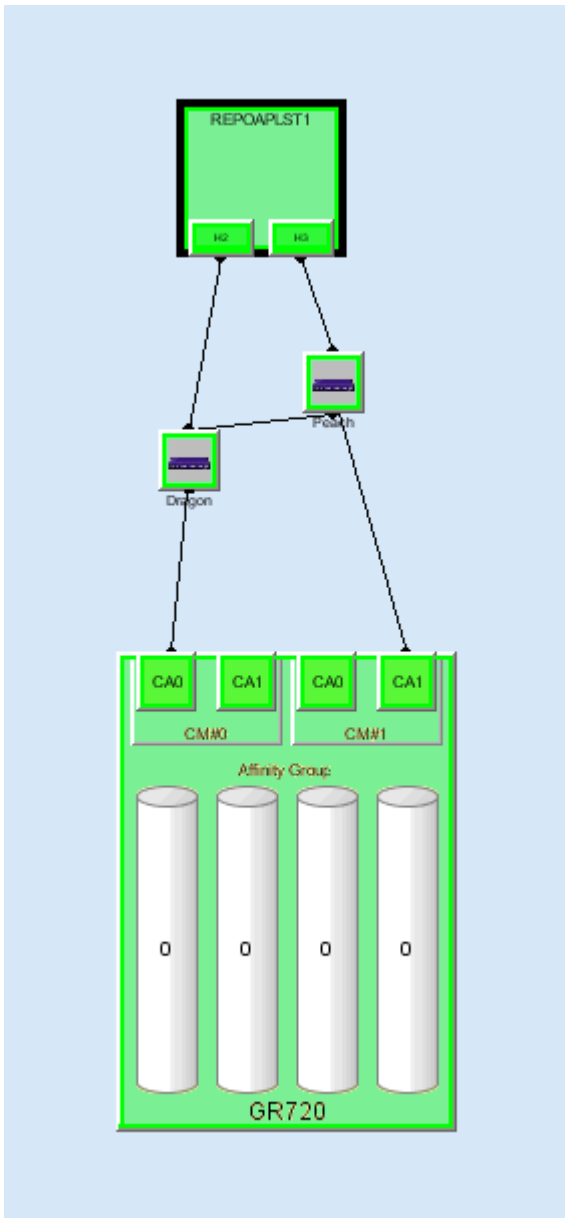 REPOAPLST1
H2 H3
Peach
Dragon
CA0 CA1 CA0 CA1
CM#0 CM#1
Affinity Group
0 0 0 0
GR720